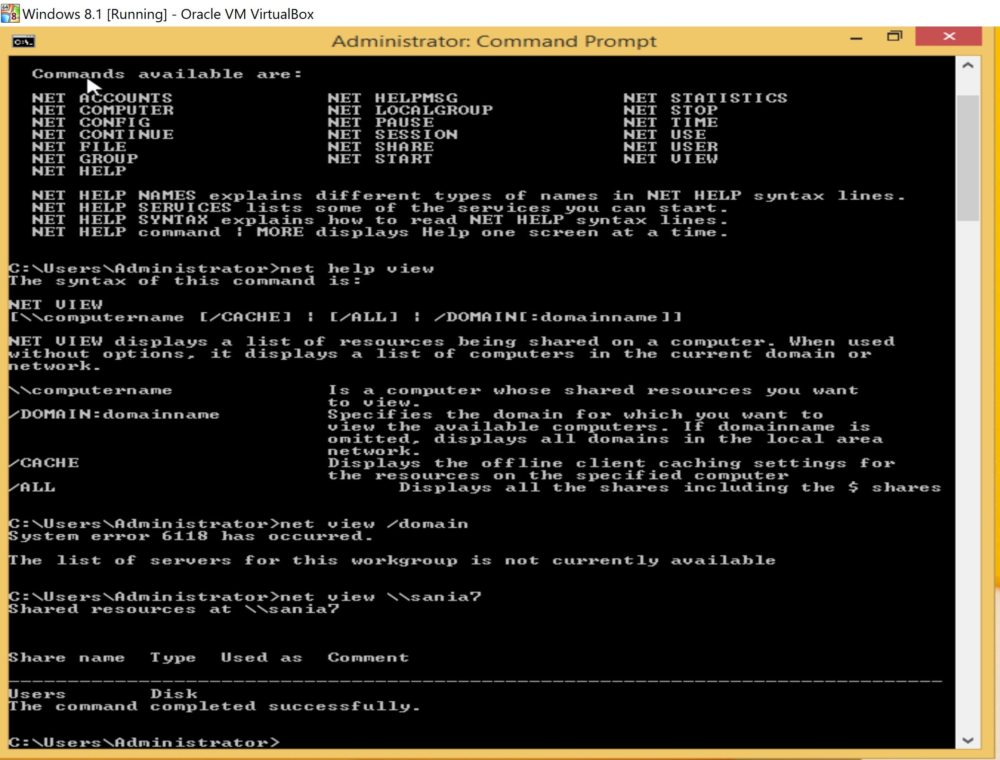 Windows 8.1 [Running] - Oracle VM VirtualBox
Administrator: Command Prompt
Commands available are:
NET ACCOUNTS NET HELPMSG NET STATISTICS
NET COMPUTER NET LOCALGROUP NET STOP
NET CONFIG NET PAUSE NET TIME
NET CONTINUE NET SESSION NET USE
NET FILE NET SHARE NET USER
NET GROUP NET START NET VIEW
NET HELP
NET HELP NAMES explains different types of names in NET HELP syntax lines.
NET HELP SERVICES lists some of the services you can start.
NET HELP SYNTAX explains how to read NET HELP syntax lines.
NET HELP command | MORE displays Help one screen at a time.
C:\Users\Administrator>net help view
The syntax of this command is:
NET VIEW
[\\computername [/CACHE] | [/ALL] | /DOMAIN[:domainname]]
NET VIEW displays a list of resources being shared on a computer. When used
without options, it displays a list of computers in the current domain or
network.
\\computername Is a computer whose shared resources you want
to view.
/DOMAIN:domainname Specifies the domain for which you want to
view the available computers. If domainname is
omitted, displays all domains in the local area
network.
/CACHE Displays the offline client caching settings for
the resources on the specified computer
/ALL Displays all the shares including the $ shares
C:\Users\Administrator>net view /domain
System error 6118 has occurred.
The list of servers for this workgroup is not currently available
C:\Users\Administrator>net view \\sania7
Shared resources at \\sania7
Share name Type Used as Comment
-------------------------------------------------------------------------------
Users Disk
The command completed successfully.
C:\Users\Administrator>